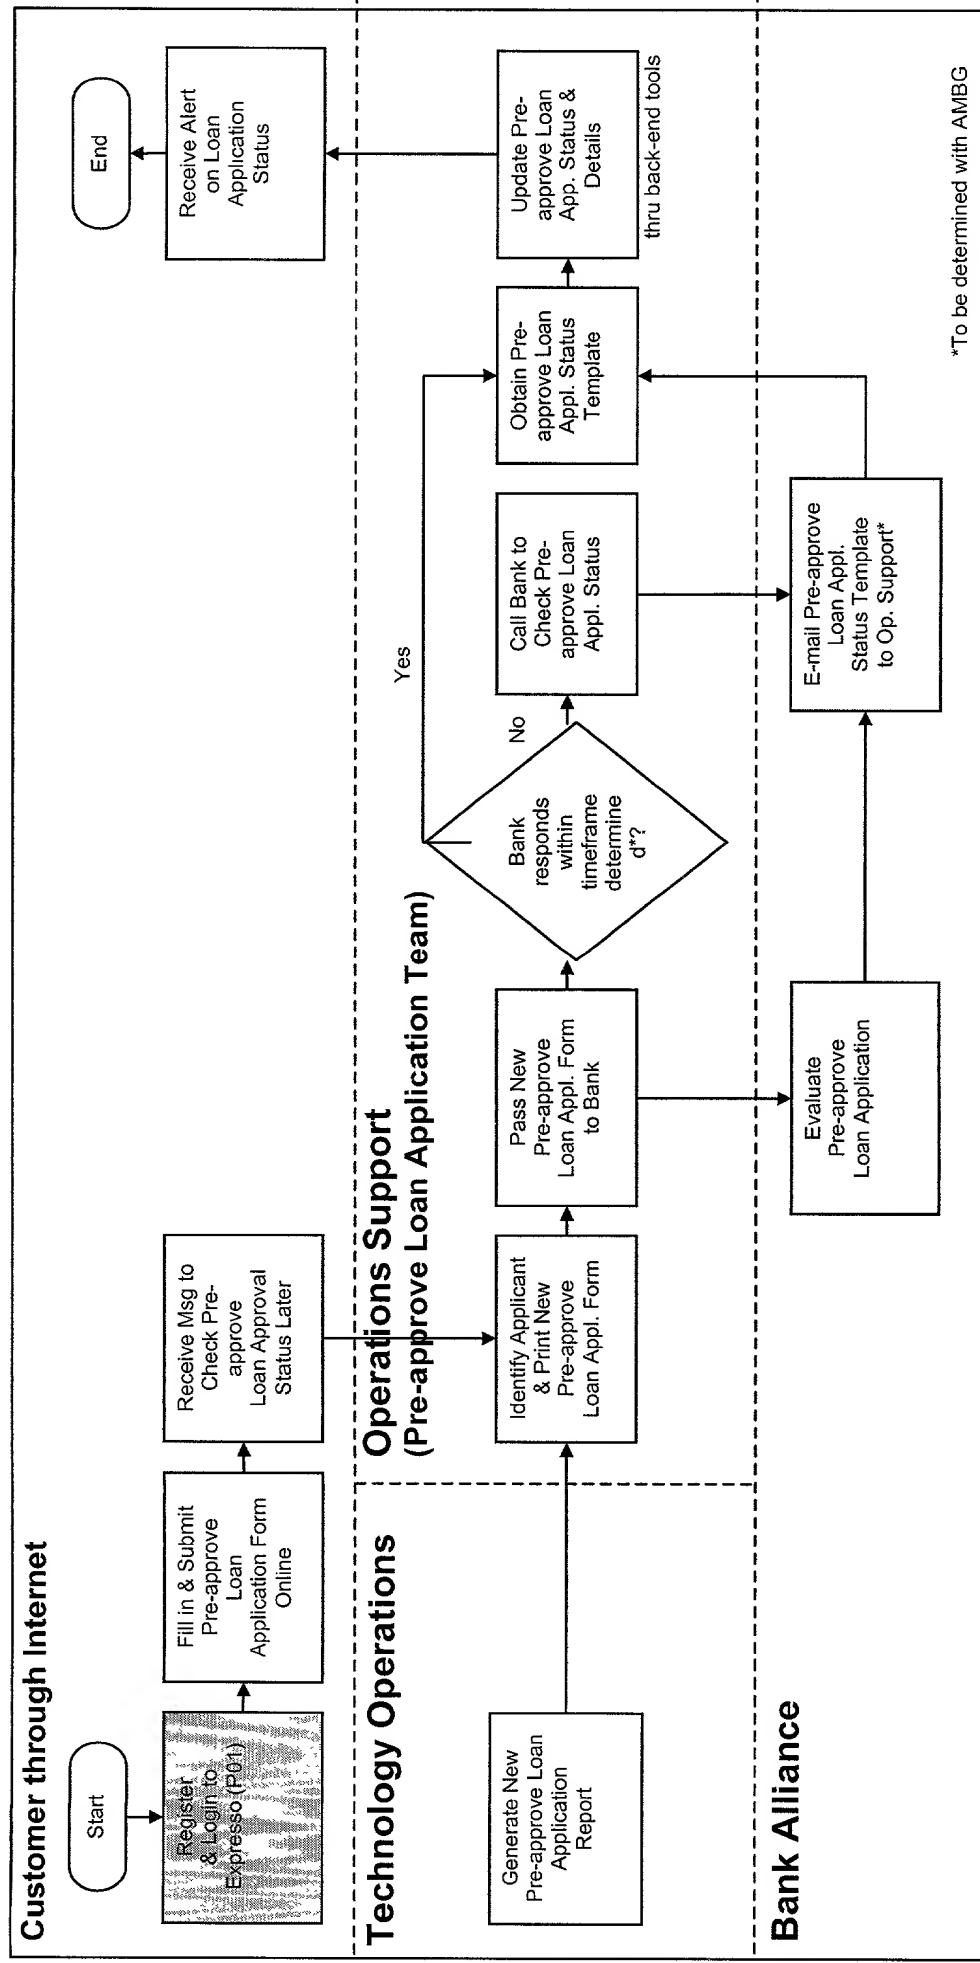 Customer through Internet
Start
Register
& Login to
Expresso (P01)
Fill in & Submit
Pre-approve
Loan
Application Form
Online
Receive Msg to
Check Pre-
approve
Loan Approval
Status Later
Receive Alert
on Loan
Application
Status
End
Technology Operations
Generate New
Pre-approve Loan
Application
Report
Operations Support
(Pre-approve Loan Application Team)
Identify Applicant
& Print New
Pre-approve
Loan Appl. Form
Pass New
Pre-approve
Loan Appl. Form
to Bank
Bank
responds
within
timeframe
determine
d*?
Yes
No
Call Bank to
Check Pre-
approve Loan
Appl. Status
Obtain Pre-
approve Loan
Appl. Status
Template
Update Pre-
approve Loan
App. Status &
Details
thru back-end tools
Bank Alliance
Evaluate
Pre-approve
Loan Application
E-mail Pre-approve
Loan Appl.
Status Template
to Op. Support*
*To be determined with AMBG